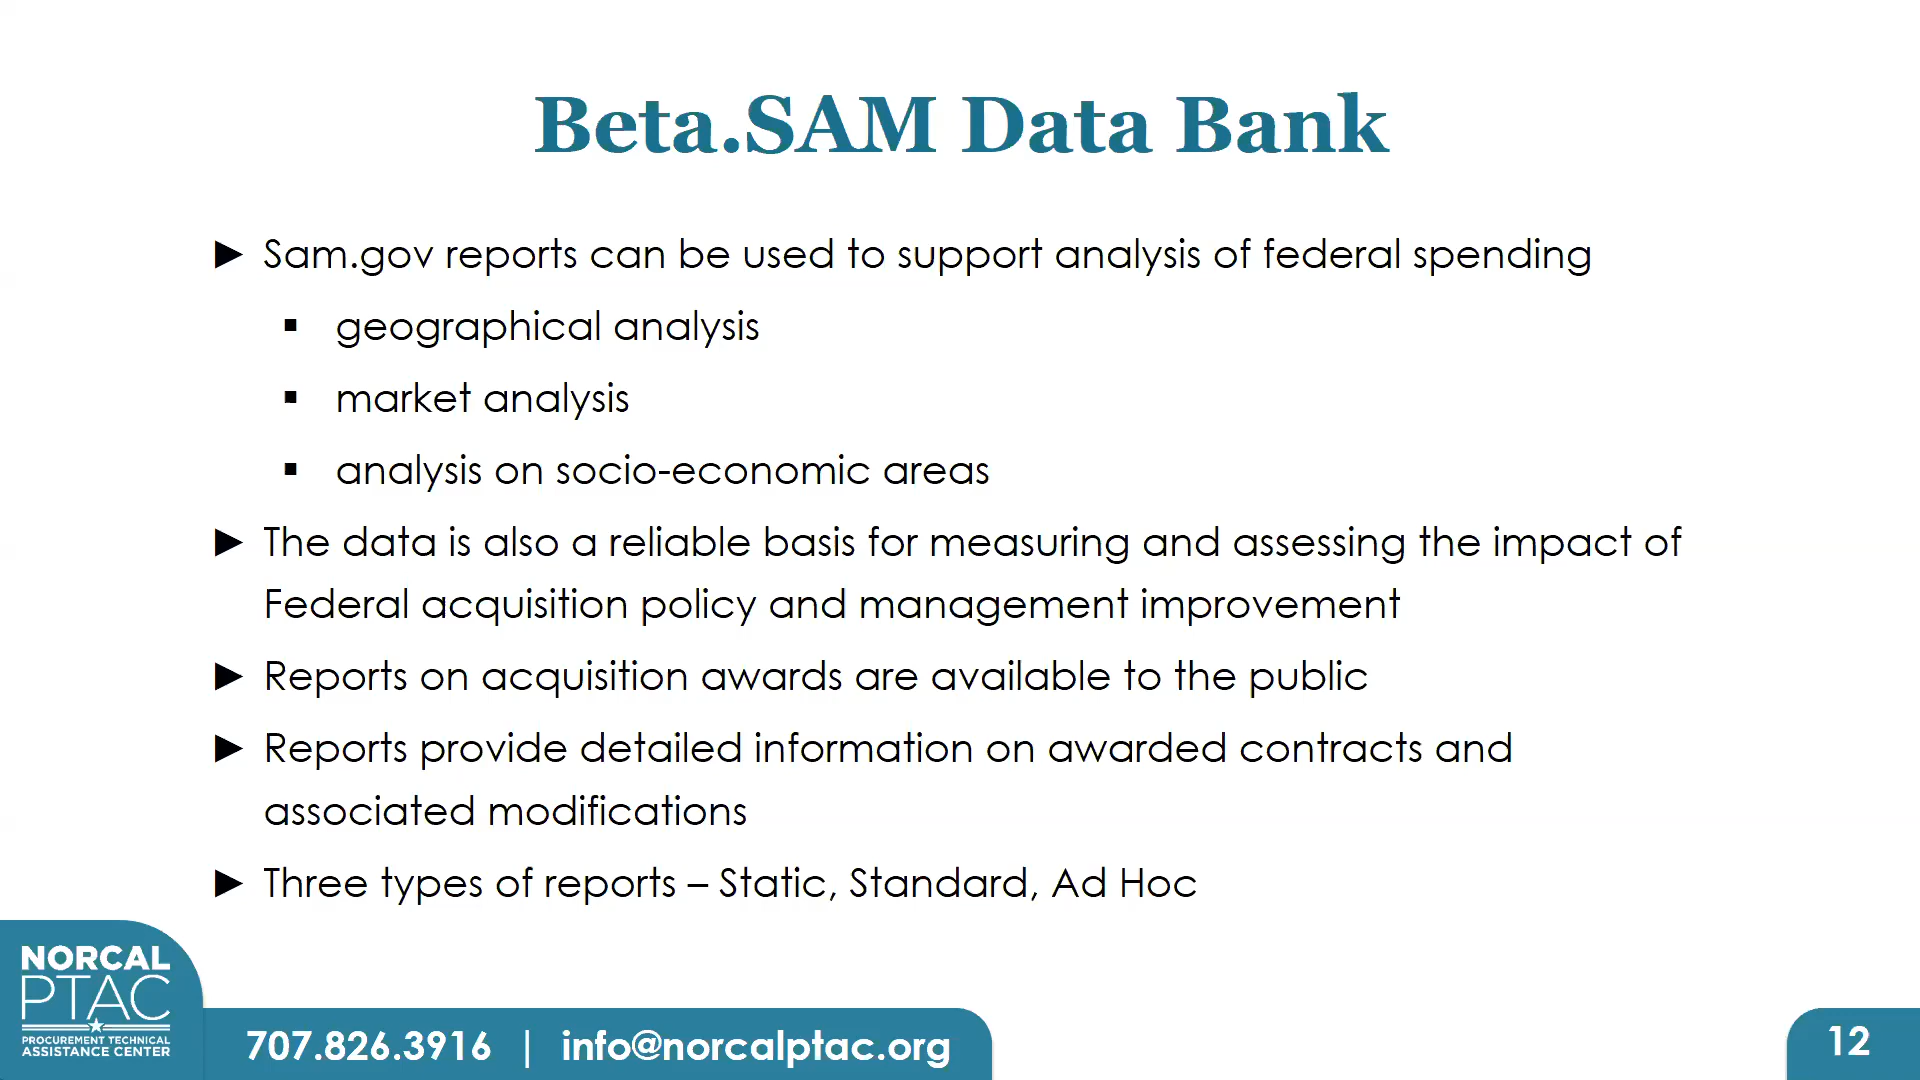 Beta.SAM Data Bank
► Sam.gov reports can be used to support analysis of federal spending
▪ geographical analysis
▪ market analysis
▪ analysis on socio-economic areas
► The data is also a reliable basis for measuring and assessing the impact of
Federal acquisition policy and management improvement
► Reports on acquisition awards are available to the public
► Reports provide detailed information on awarded contracts and
associated modifications
► Three types of reports – Static, Standard, Ad Hoc
NORCAL
PTAC
PROCUREMENT TECHNICAL
ASSISTANCE CENTER
707.826.3916 | info@norcalptac.org
12